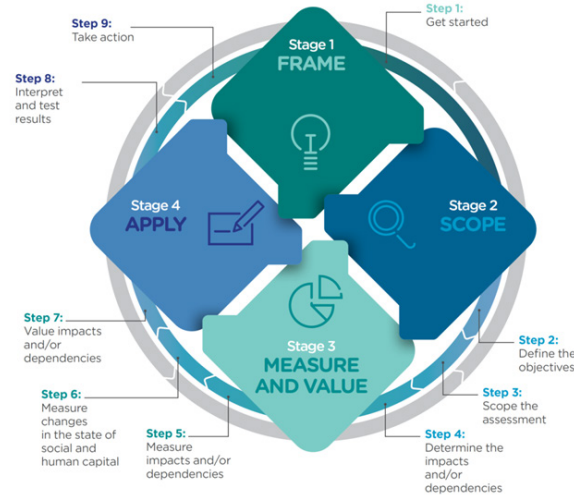 Step 1:
Get started
Stage 1
FRAME
Stage 2
SCOPE
Step 2:
Define the
objectives
Step 3:
Scope the
assessment
Step 4:
Determine the
impacts
and/or
dependencies
Stage 3
MEASURE
AND VALUE
Step 5:
Measure
impacts and/or
dependencies
Step 6:
Measure
changes
in the state of
social and
human capital
Step 7:
Value impacts
and/or
dependencies
Stage 4
APPLY
Step 8:
Interpret
and test
results
Step 9:
Take action